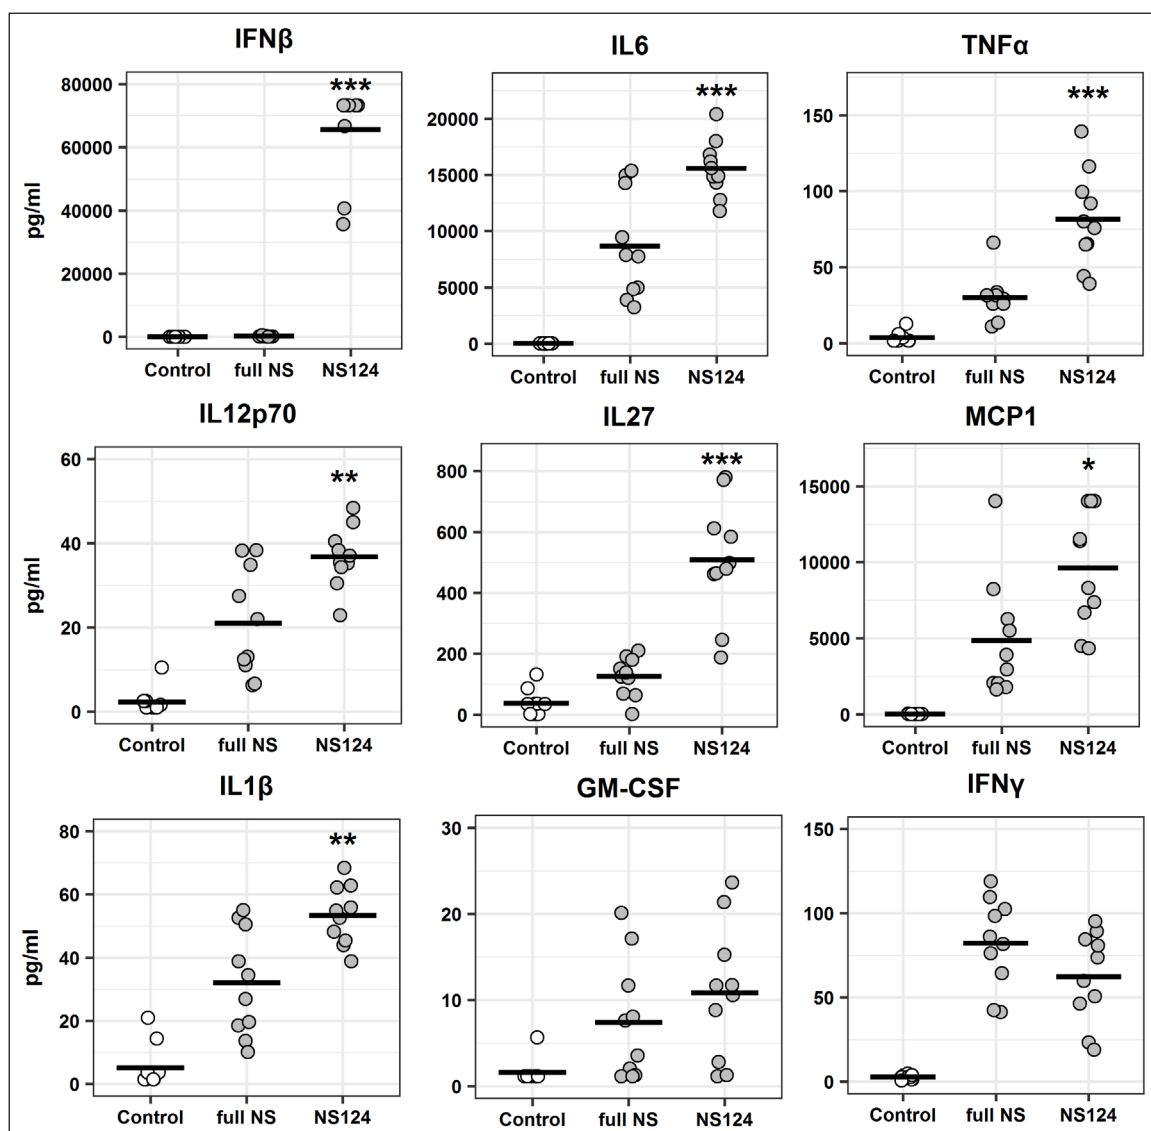 IFNβ
IL6
TNFα
pg/ml
80000
60000
40000
20000
0
***
Control full NS NS124
20000
15000
10000
5000
0
***
Control full NS NS124
150
100
50
0
***
Control full NS NS124
IL12p70
IL27
MCP1
pg/ml
60
40
20
0
**
Control full NS NS124
800
600
400
200
0
***
Control full NS NS124
15000
10000
5000
0
*
Control full NS NS124
IL1β
GM-CSF
IFNγ
pg/ml
80
60
40
20
0
**
Control full NS NS124
30
20
10
0
Control full NS NS124
150
100
50
0
Control full NS NS124